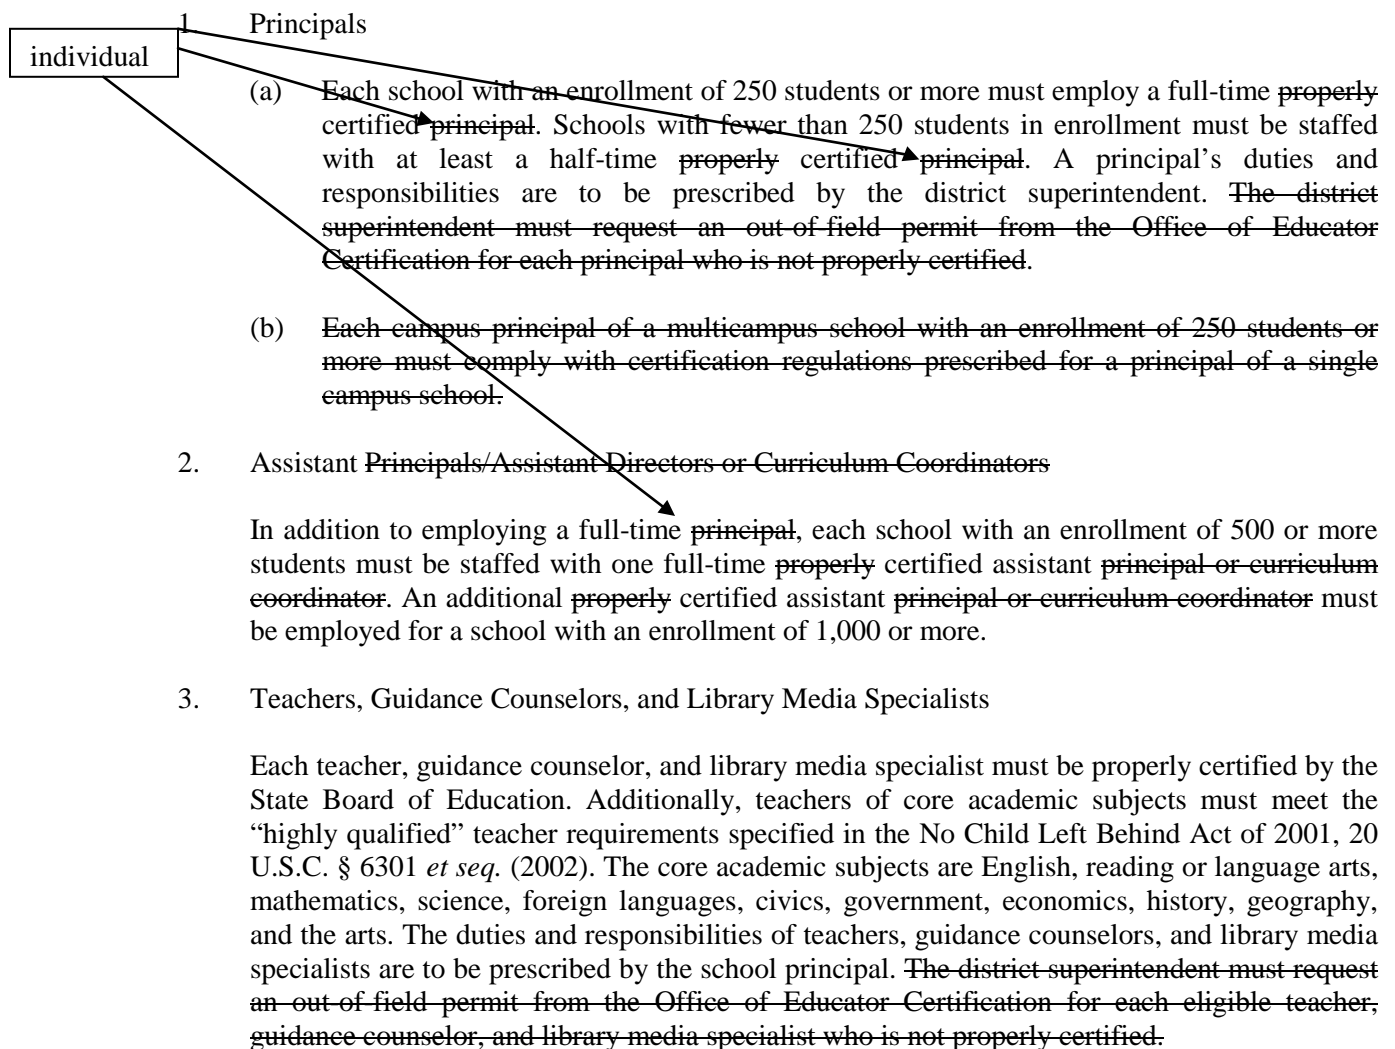 1. Principals
individual
(a) Each school with an enrollment of 250 students or more must employ a full-time properly
certified principal. Schools with fewer than 250 students in enrollment must be staffed
with at least a half-time properly certified principal. A principal’s duties and
responsibilities are to be prescribed by the district superintendent. The district
superintendent must request an out-of-field permit from the Office of Educator
Certification for each principal who is not properly certified.
(b) Each campus principal of a multicampus school with an enrollment of 250 students or
more must comply with certification regulations prescribed for a principal of a single
campus school.
2. Assistant Principals/Assistant Directors or Curriculum Coordinators
In addition to employing a full-time principal, each school with an enrollment of 500 or more
students must be staffed with one full-time properly certified assistant principal or curriculum
coordinator. An additional properly certified assistant principal or curriculum coordinator must
be employed for a school with an enrollment of 1,000 or more.
3. Teachers, Guidance Counselors, and Library Media Specialists
Each teacher, guidance counselor, and library media specialist must be properly certified by the
State Board of Education. Additionally, teachers of core academic subjects must meet the
“highly qualified” teacher requirements specified in the No Child Left Behind Act of 2001, 20
U.S.C. § 6301 et seq. (2002). The core academic subjects are English, reading or language arts,
mathematics, science, foreign languages, civics, government, economics, history, geography,
and the arts. The duties and responsibilities of teachers, guidance counselors, and library media
specialists are to be prescribed by the school principal. The district superintendent must request
an out-of-field permit from the Office of Educator Certification for each eligible teacher,
guidance counselor, and library media specialist who is not properly certified.